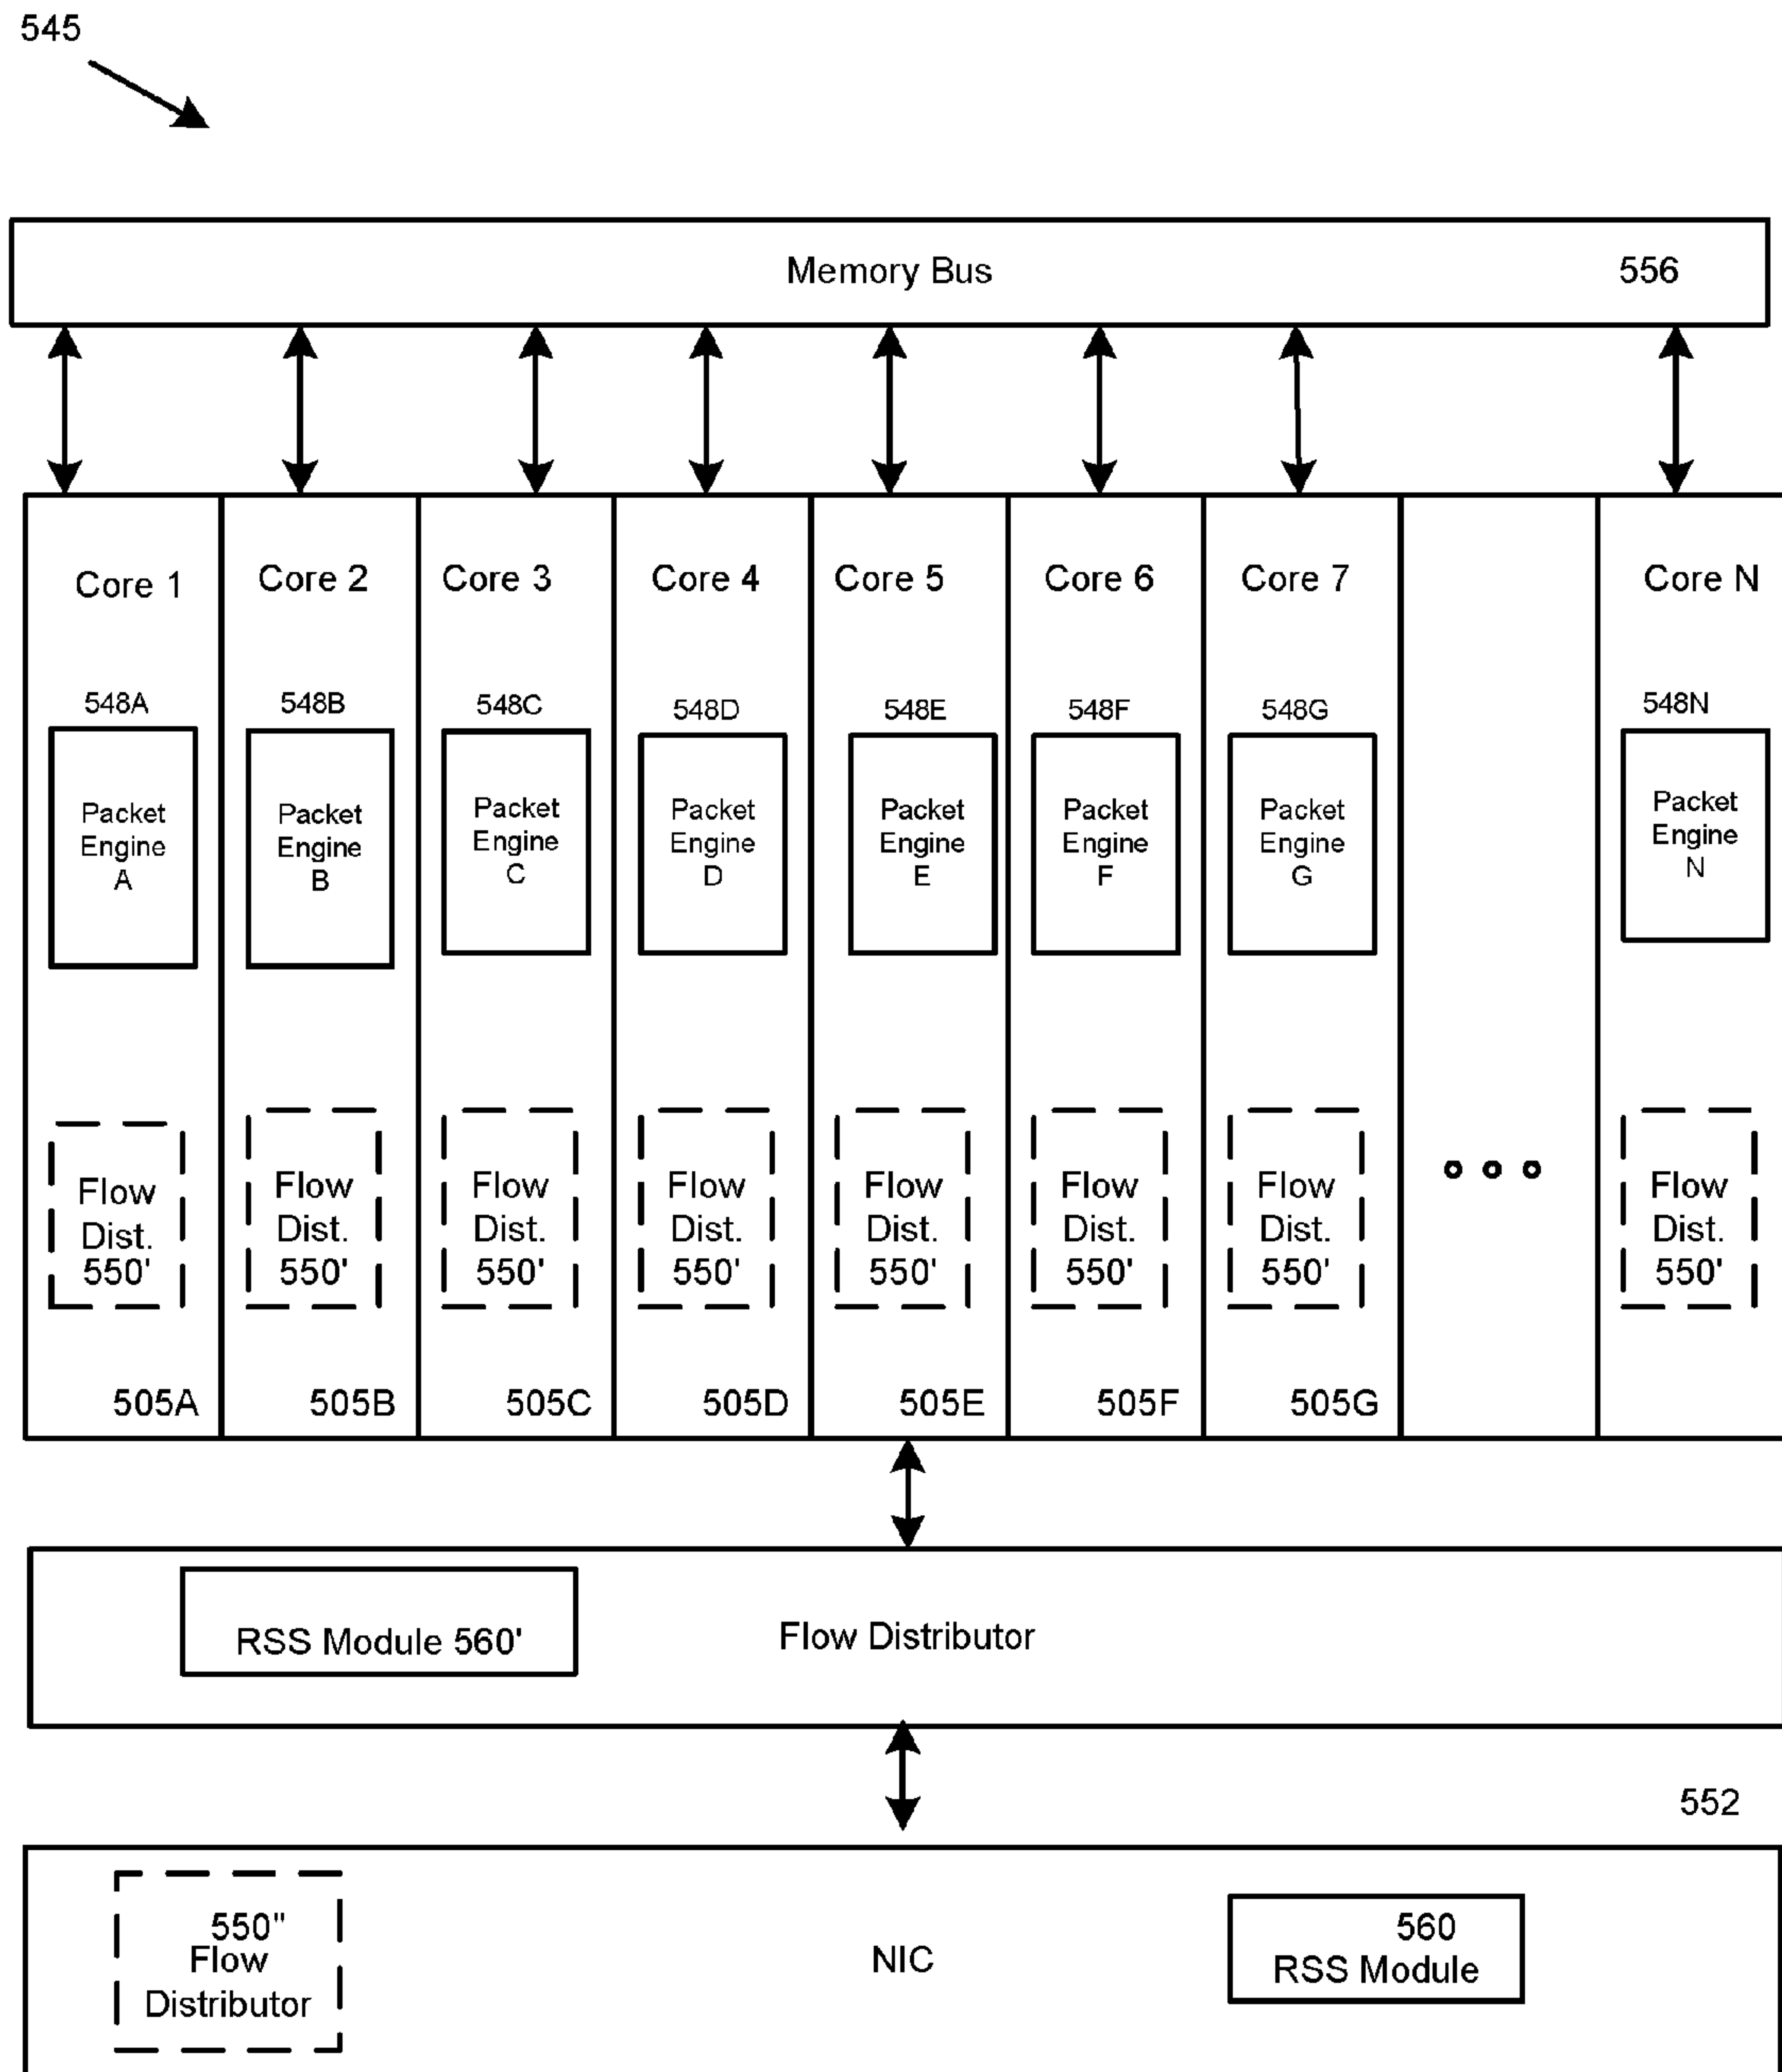 545
Memory Bus 556
Core 1 Core 2 Core 3 Core 4 Core 5 Core 6 Core 7 Core N
548A 548B 548C 548D 548E 548F 548G 548N
Packet Packet Packet Packet Packet Packet Packet Packet
Engine Engine Engine Engine Engine Engine Engine Engine
A B C D E F G N
Flow Flow Flow Flow Flow Flow Flow Flow
Dist. Dist. Dist. Dist. Dist. Dist. Dist. Dist.
550' 550' 550' 550' 550' 550' 550' 550'
505A 505B 505C 505D 505E 505F 505G
RSS Module 560' Flow Distributor
552
550"
Flow
Distributor
NIC
560
RSS Module